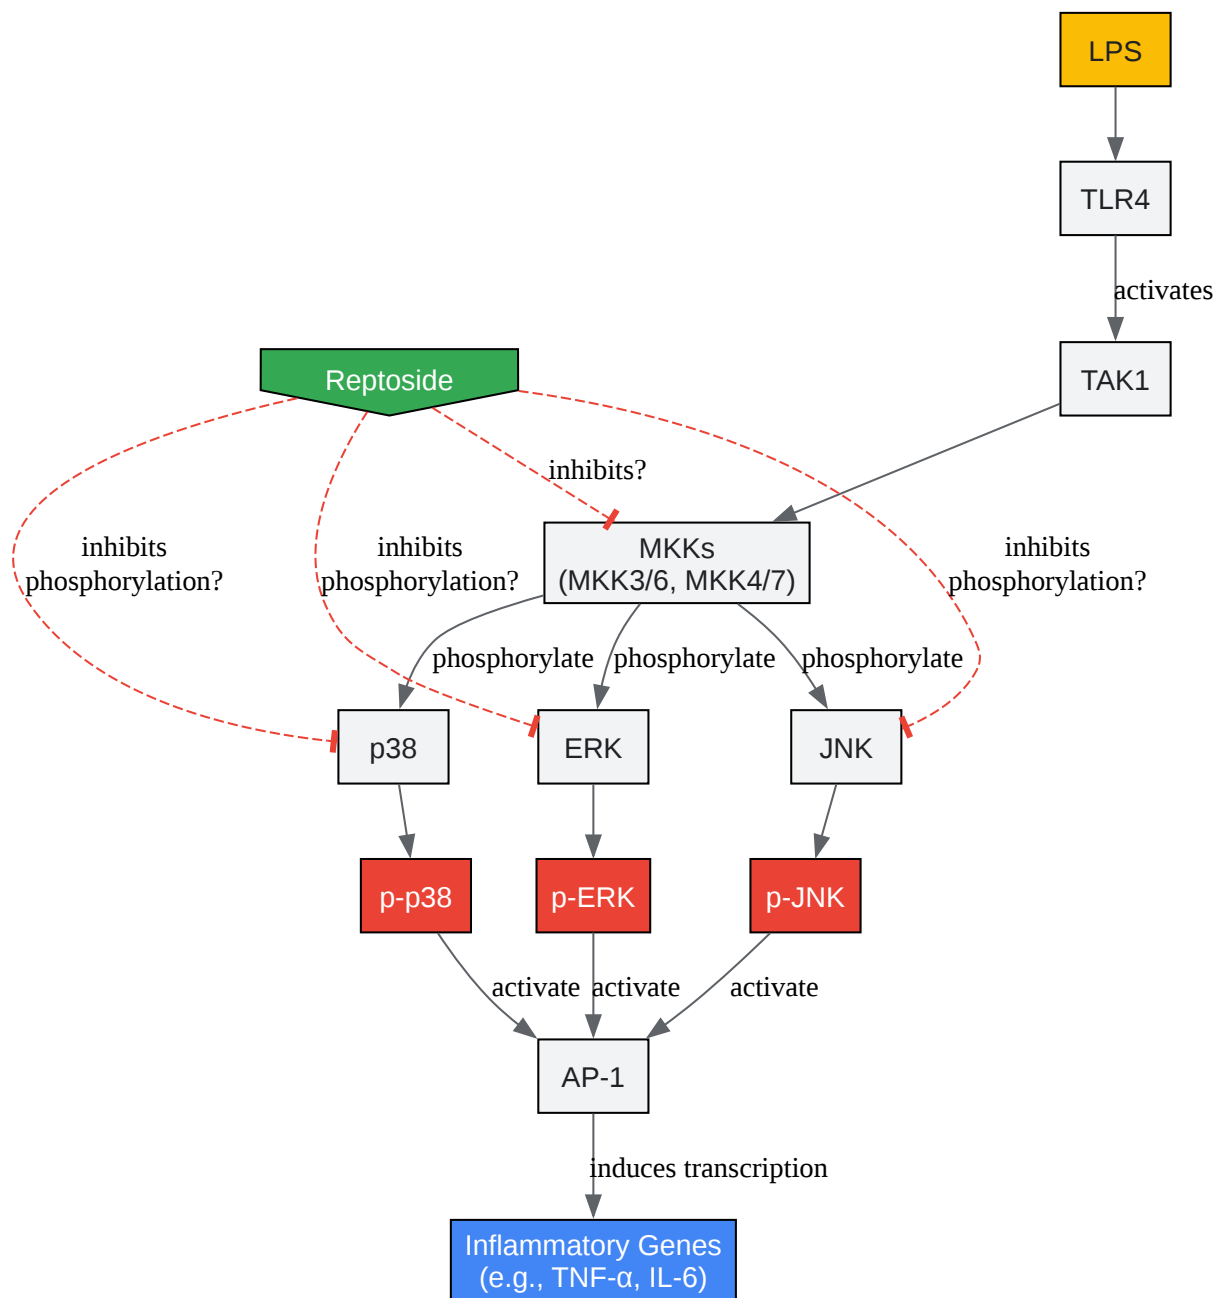 LPS
TLR4
activates
TAK1
Reptoside
inhibits?
inhibits
phosphorylation?
inhibits
phosphorylation?
inhibits
phosphorylation?
MKKs
(MKK3/6, MKK4/7)
phosphorylate
phosphorylate
phosphorylate
p38
ERK
JNK
p-p38
p-ERK
p-JNK
activate
activate
activate
AP-1
induces transcription
Inflammatory Genes
(e.g., TNF-α, IL-6)